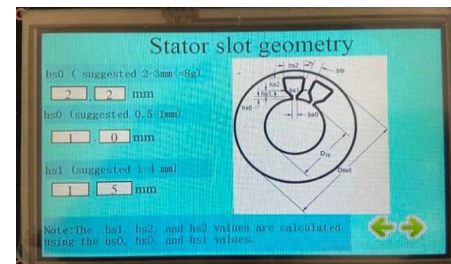 Stator slot geometry
bs0 ( suggested 2-3mm(=8g)
2 . 2 mm
hs0 (suggested 0.5-1mm)
1 . 0 mm
hs1 (suggested 1-4 mm)
1 . 5 mm
bs2
bts
hs2
hs1
bs1
hs0
bs0
Dis
Dout
Note:The bs1 bs2, and hs2 values are calculated
using the bs0, hs0, and hs1 values.